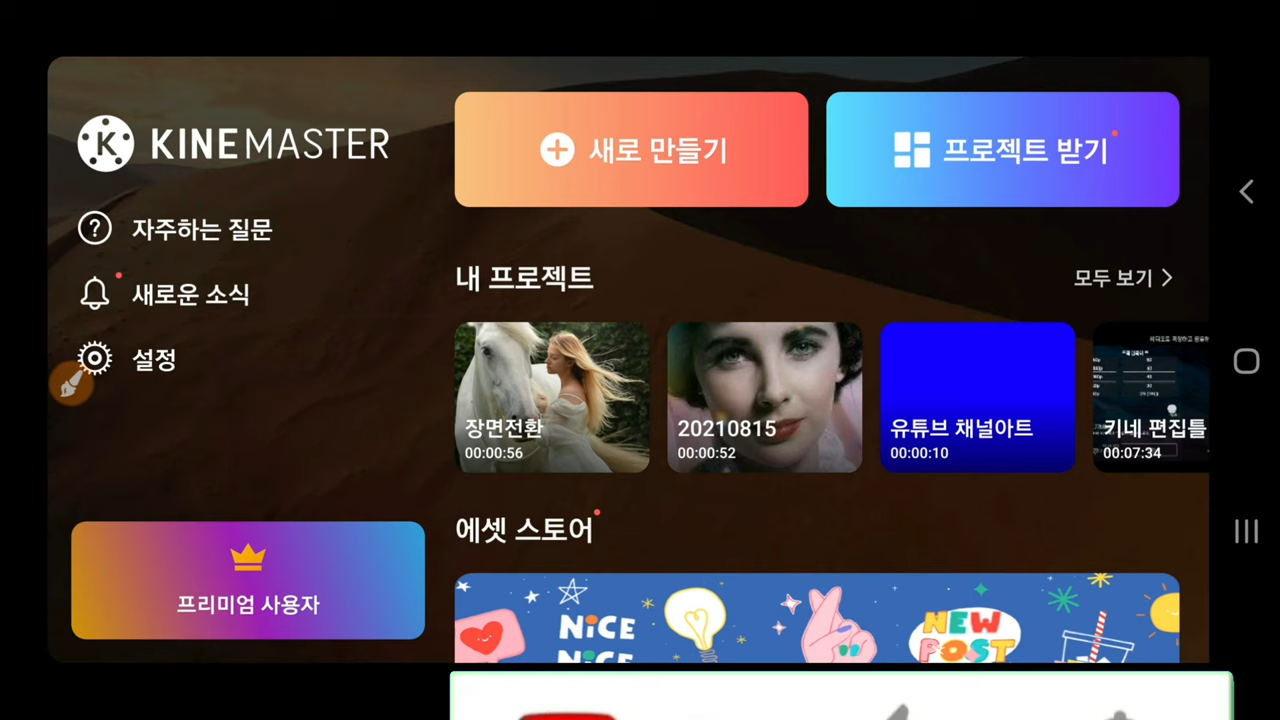 KINEMASTER
자주하는 질문
새로운 소식
설정
프리미엄 사용자
새로 만들기
프로젝트 받기
내 프로젝트
모두 보기
장면전환
00:00:56
20210815
00:00:52
유튜브 채널아트
00:00:10
키네 편집틀
00:07:34
에셋 스토어
NiCE
NiCE
NEW
POST